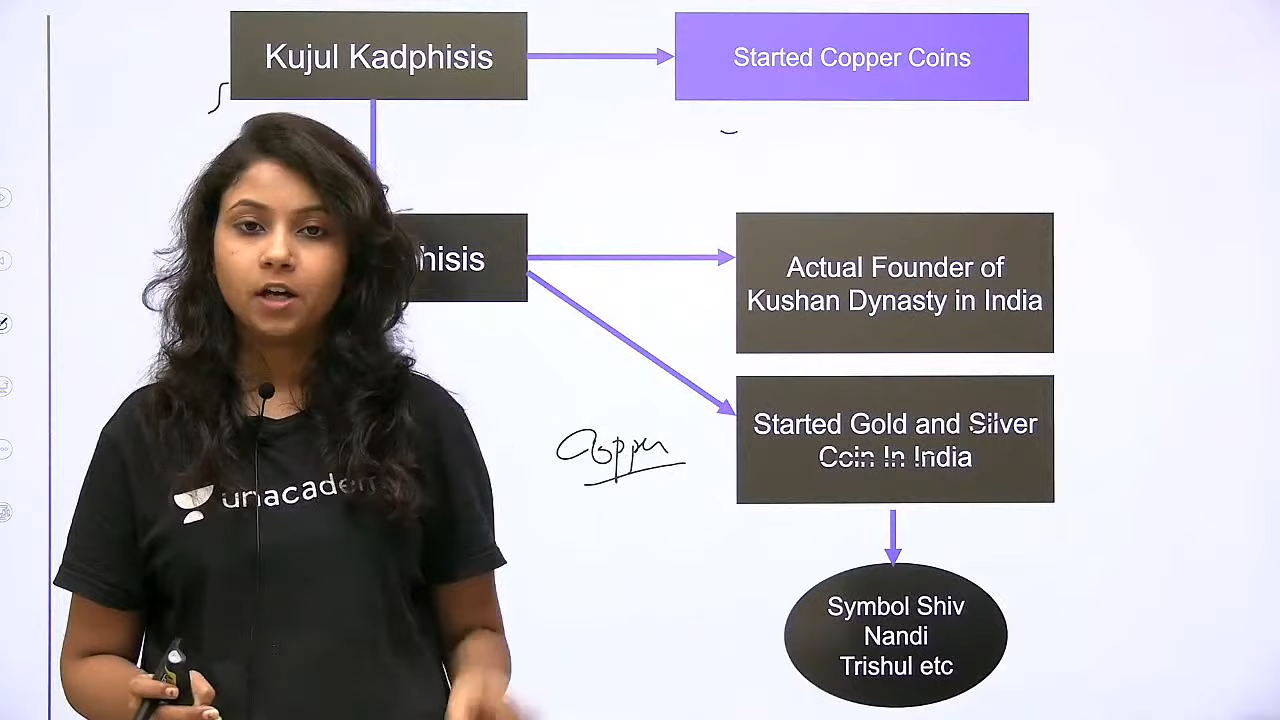 Kujul Kadphisis
Started Copper Coins
phisis
Actual Founder of
Kushan Dynasty in India
Started Gold and Silver
Coin In India
Copper
unacadem
Symbol Shiv
Nandi
Trishul etc